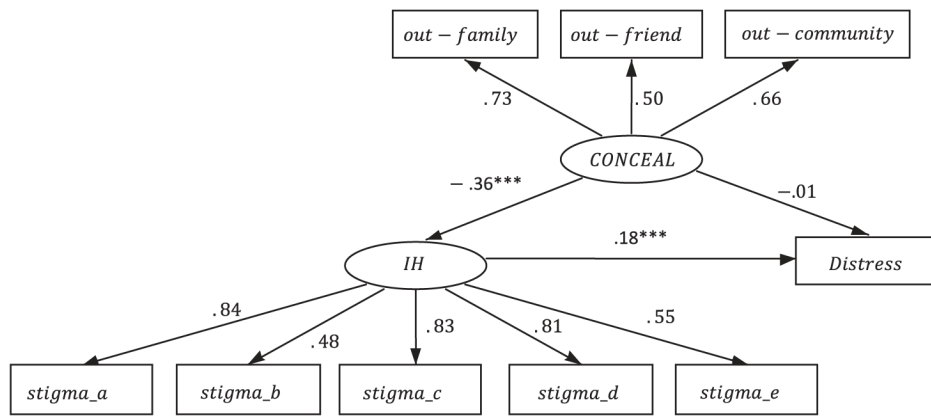 out − family
out − friend
out − community
.73
.50
.66
CONCEAL
− .36***
−.01
.18***
IH
Distress
.84
.48
.83
.81
.55
stigma_a
stigma_b
stigma_c
stigma_d
stigma_e